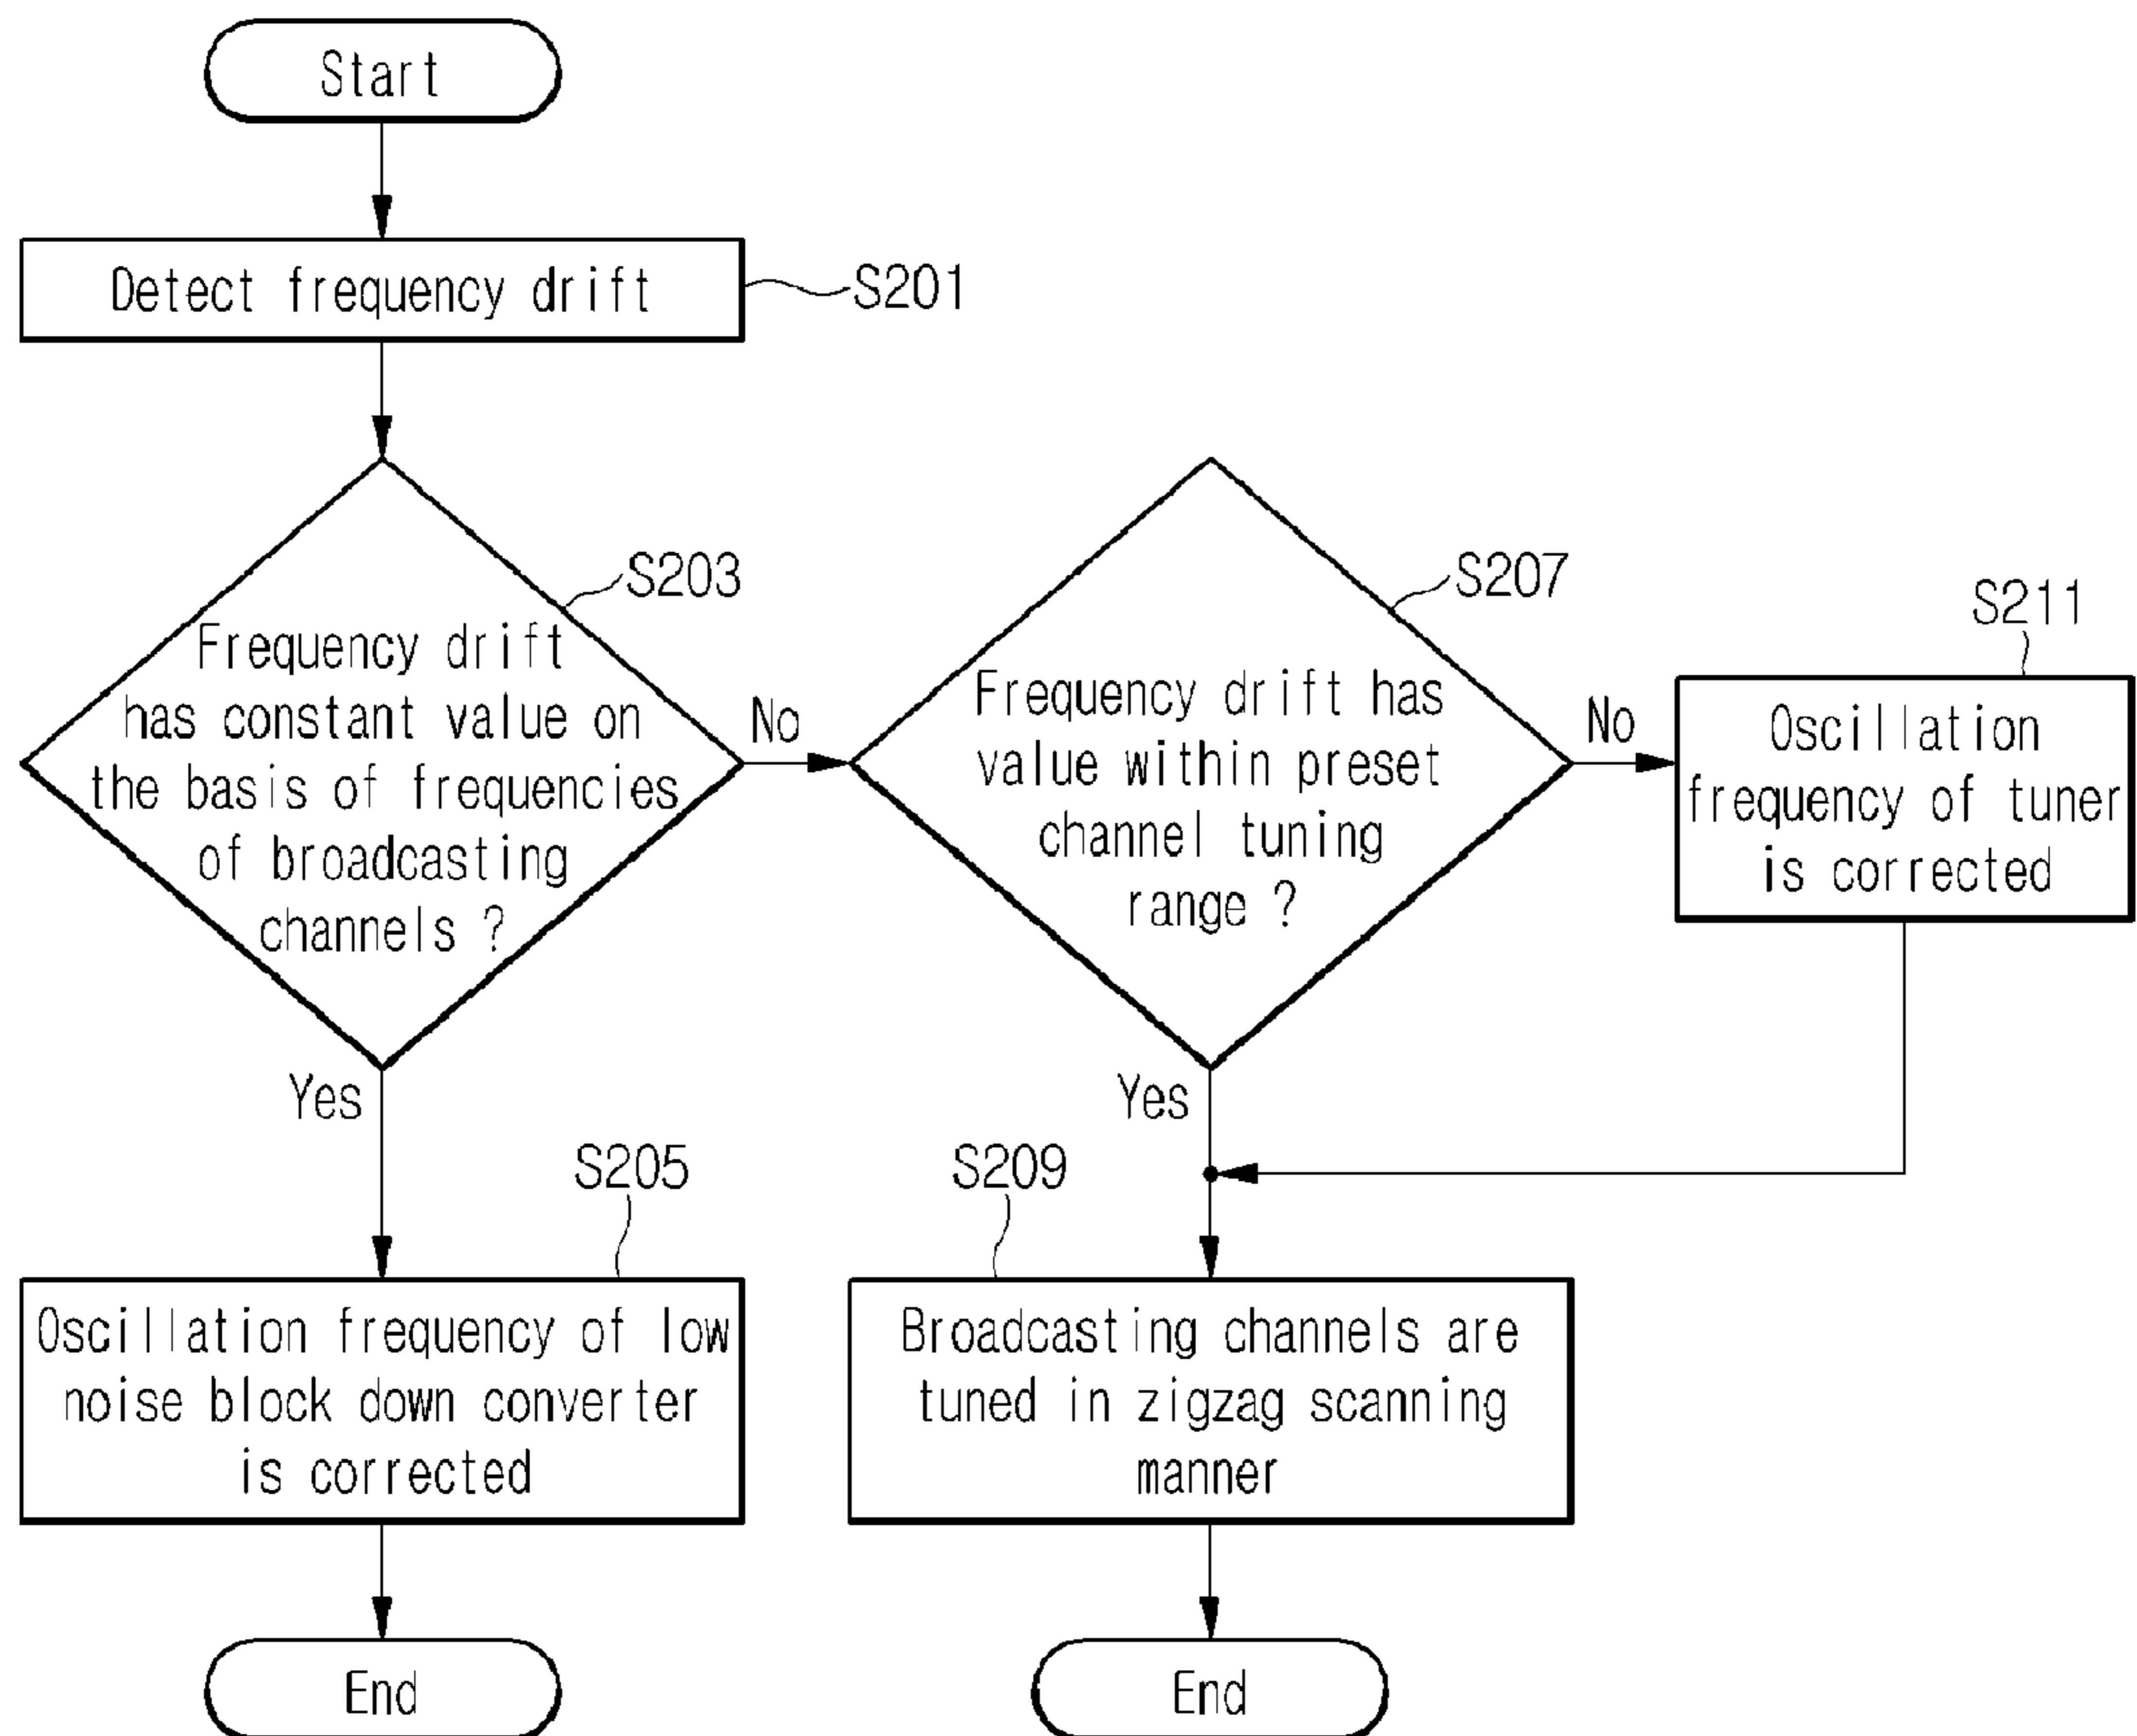 Start
Detect frequency drift
S201
S203
Frequency drift
has constant value on
the basis of frequencies
of broadcasting
channels ?
No
Yes
S207
Frequency drift has
value within preset
channel tuning
range ?
No
Yes
S211
Oscillation
frequency of tuner
is corrected
S205
Oscillation frequency of low
noise block down converter
is corrected
S209
Broadcasting channels are
tuned in zigzag scanning
manner
End
End